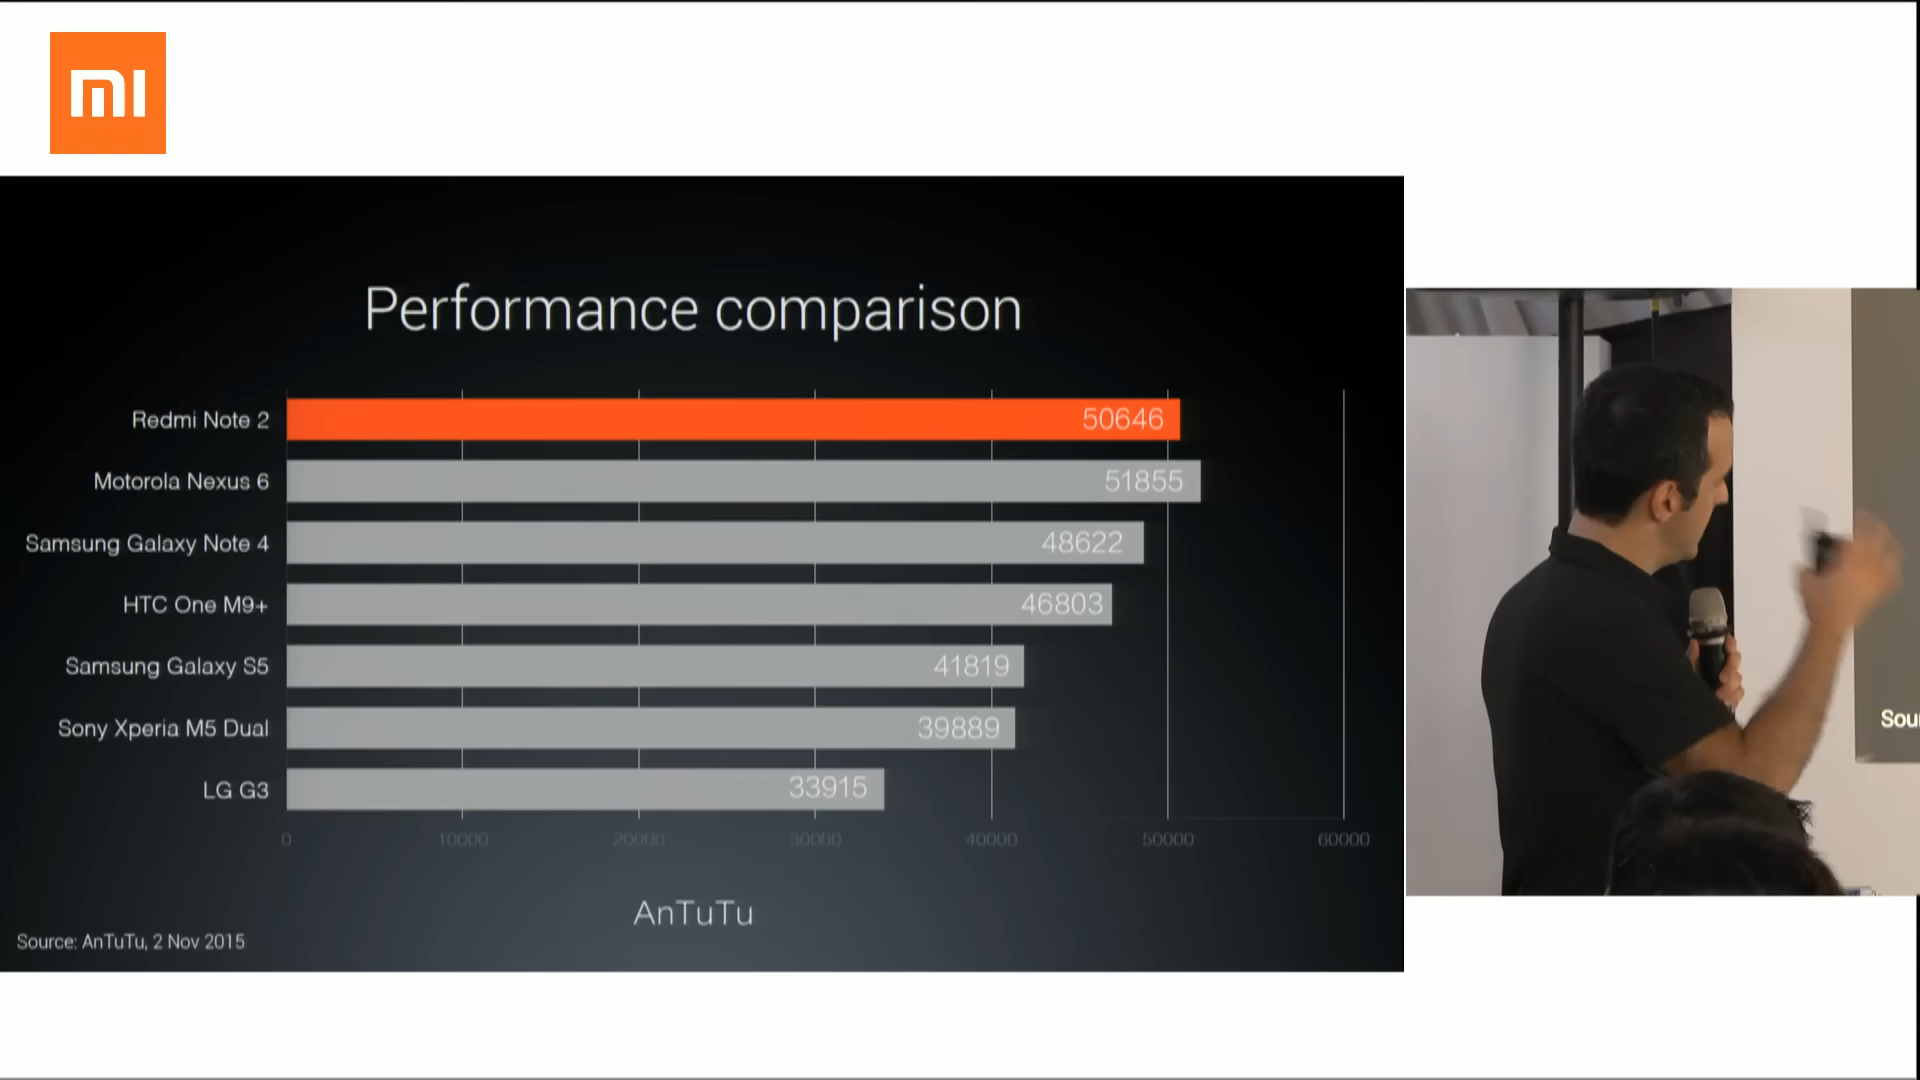 mi
Performance comparison
Redmi Note 2 50646
Motorola Nexus 6 51855
Samsung Galaxy Note 4 48622
HTC One M9+ 46803
Samsung Galaxy S5 41819
Sony Xperia M5 Dual 39889
LG G3 33915
0 10000 20000 30000 40000 50000 60000
AnTuTu
Source: AnTuTu, 2 Nov 2015
Sou